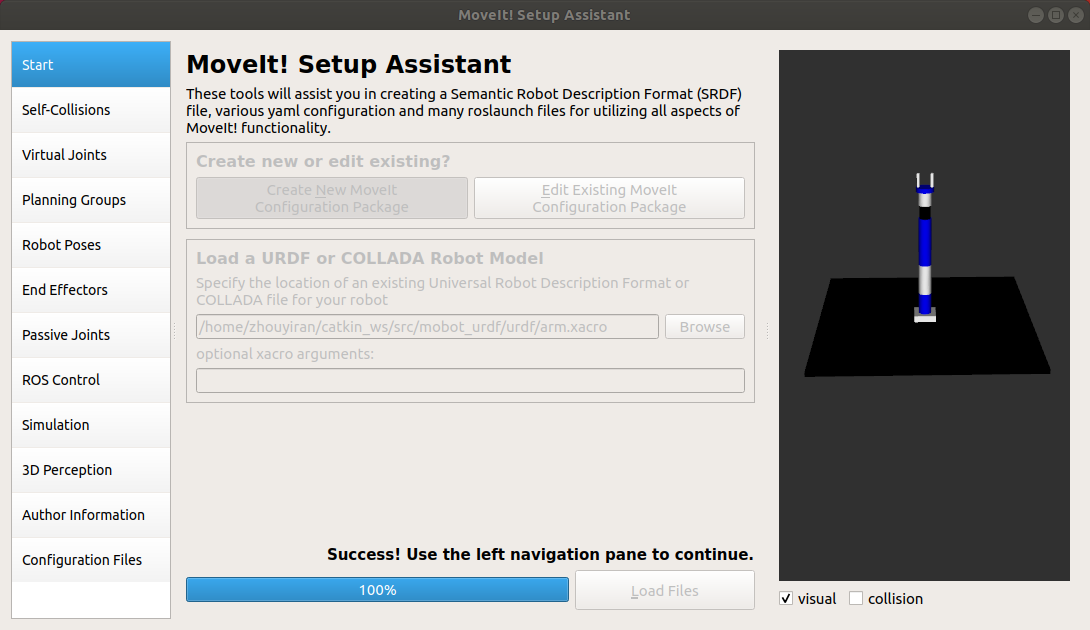 MoveIt! Setup Assistant
Start
Self-Collisions
Virtual Joints
Planning Groups
Robot Poses
End Effectors
Passive Joints
ROS Control
Simulation
3D Perception
Author Information
Configuration Files
MoveIt! Setup Assistant
These tools will assist you in creating a Semantic Robot Description Format (SRDF)
file, various yaml configuration and many roslaunch files for utilizing all aspects of
MoveIt! functionality.
Create new or edit existing?
Create New MoveIt
Configuration Package
Edit Existing MoveIt
Configuration Package
Load a URDF or COLLADA Robot Model
Specify the location of an existing Universal Robot Description Format or
COLLADA file for your robot
/home/zhouyiran/catkin_ws/src/mobot_urdf/urdf/arm.xacro
Browse
optional xacro arguments:
Success! Use the left navigation pane to continue.
100%
Load Files
visual
collision